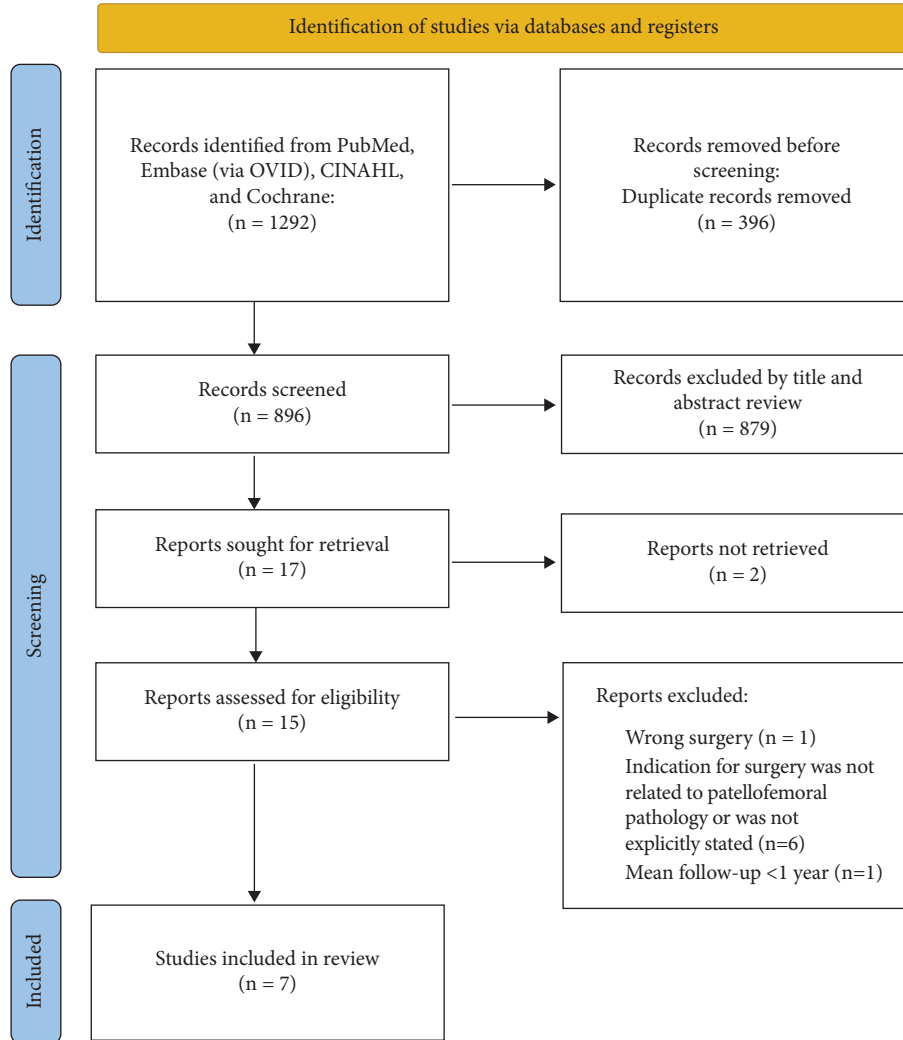 Identification of studies via databases and registers
Identification
Records identified from PubMed,
Embase (via OVID), CINAHL,
and Cochrane:
(n = 1292)
Records removed before
screening:
Duplicate records removed
(n = 396)
Screening
Records screened
(n = 896)
Records excluded by title and
abstract review
(n = 879)
Reports sought for retrieval
(n = 17)
Reports not retrieved
(n = 2)
Reports assessed for eligibility
(n = 15)
Reports excluded:
Wrong surgery (n = 1)
Indication for surgery was not
related to patellofemoral
pathology or was not
explicitly stated (n=6)
Mean follow-up <1 year (n=1)
Included
Studies included in review
(n = 7)